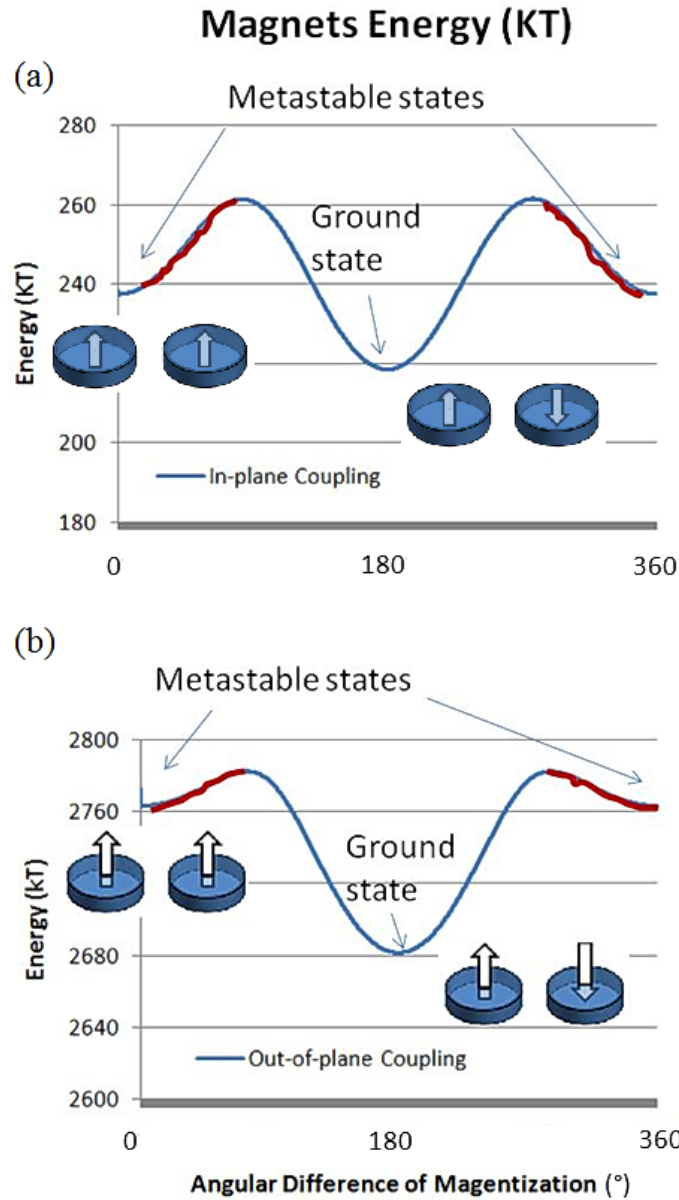 Magnets Energy (KT)
(a)
Metastable states
280
260
240
200
180
Energy (KT)
Ground
state
In-plane Coupling
0
180
360
(b)
Metastable states
2800
2760
2680
2640
2600
Energy (kT)
Ground
state
Out-of-plane Coupling
0
180
360
Angular Difference of Magentization (°)